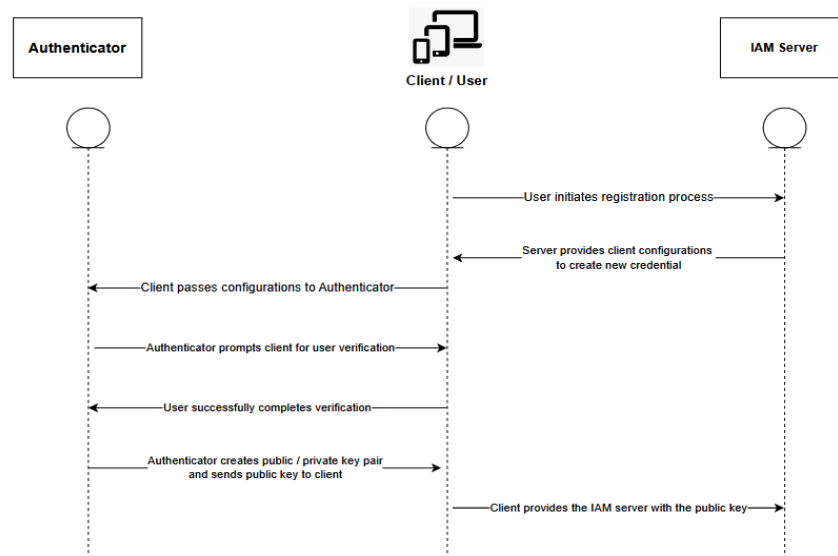 Authenticator
Client / User
IAM Server
User initiates registration process
Server provides client configurations
to create new credential
Client passes configurations to Authenticator
Authenticator prompts client for user verification
User successfully completes verification
Authenticator creates public / private key pair
and sends public key to client
Client provides the IAM server with the public key